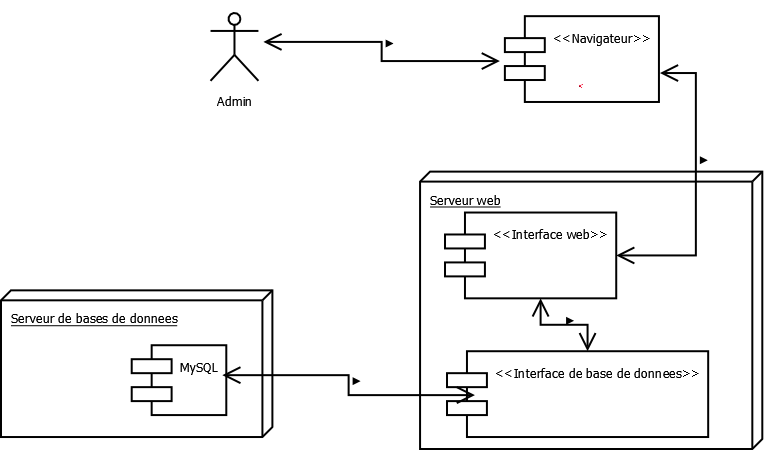 <<Navigateur>>
Admin
Serveur web
<<Interface web>>
Serveur de bases de donnees
MySQL
<<Interface de base de donnees>>